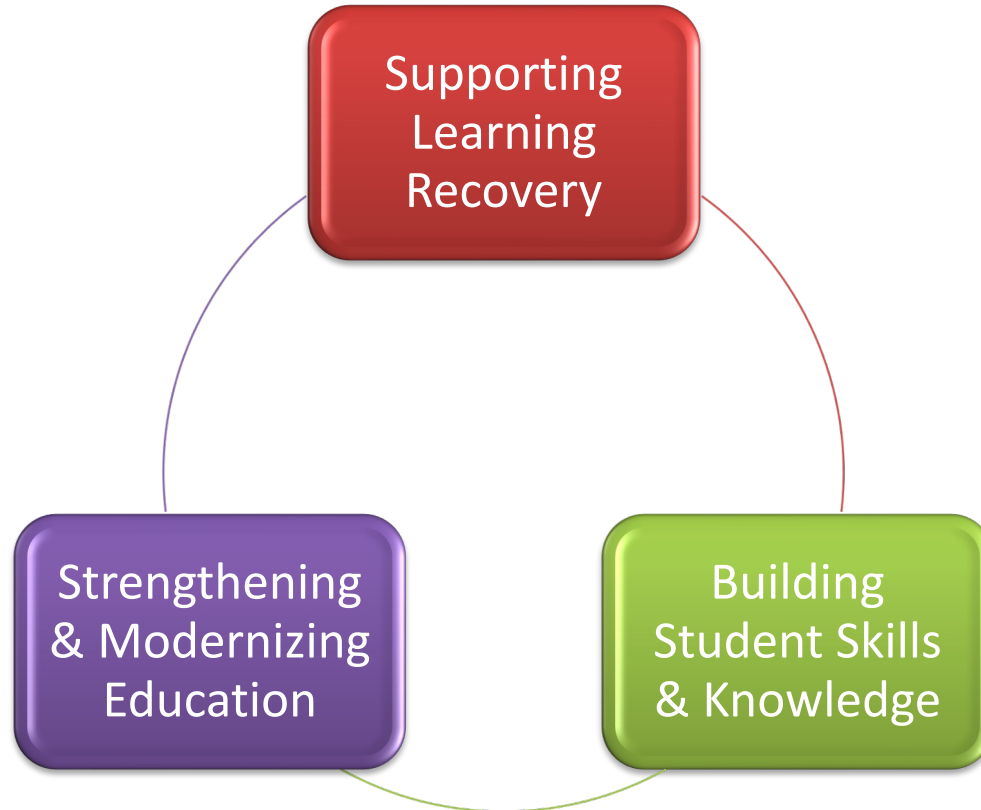 Supporting
Learning
Recovery
Strengthening
& Modernizing
Education
Building
Student Skills
& Knowledge